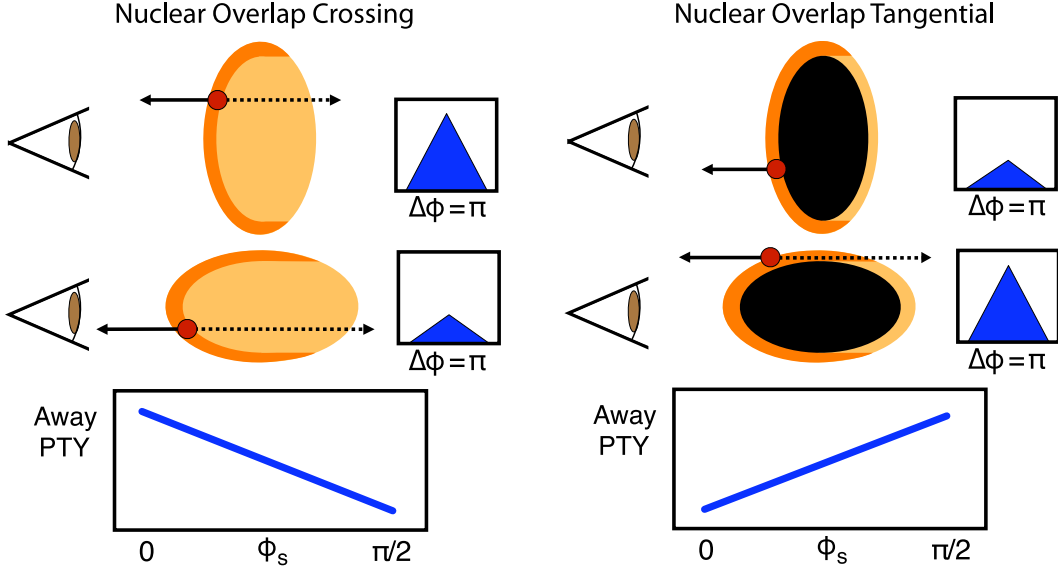 Nuclear Overlap Crossing
Δϕ = π
Δϕ = π
Away
PTY
0
ϕs
π/2
Nuclear Overlap Tangential
Δϕ = π
Δϕ = π
Away
PTY
0
ϕs
π/2